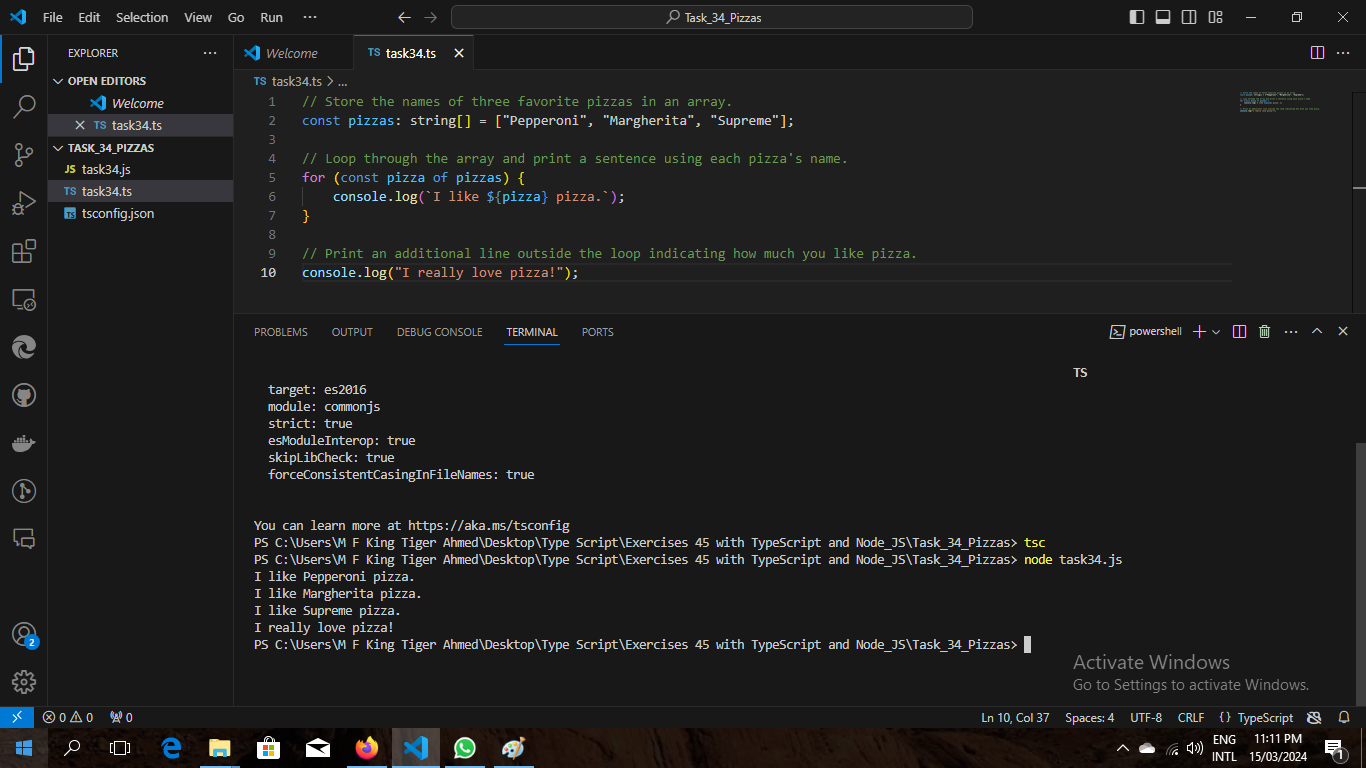 File Edit Selection View Go Run ··· Task_34_Pizzas
EXPLORER ···
OPEN EDITORS
Welcome
TS task34.ts
TASK_34_PIZZAS
JS task34.js
TS task34.ts
tsconfig.json
Welcome TS task34.ts
TS task34.ts > ...
1 // Store the names of three favorite pizzas in an array.
2 const pizzas: string[] = ["Pepperoni", "Margherita", "Supreme"];
3
4 // Loop through the array and print a sentence using each pizza's name.
5 for (const pizza of pizzas) {
6 console.log(`I like ${pizza} pizza.`);
7 }
8
9 // Print an additional line outside the loop indicating how much you like pizza.
10 console.log("I really love pizza!");
PROBLEMS OUTPUT DEBUG CONSOLE TERMINAL PORTS powershell
TS
target: es2016
module: commonjs
strict: true
esModuleInterop: true
skipLibCheck: true
forceConsistentCasingInFileNames: true
You can learn more at https://aka.ms/tsconfig
PS C:\Users\M F King Tiger Ahmed\Desktop\Type Script\Exercises 45 with TypeScript and Node_JS\Task_34_Pizzas> tsc
PS C:\Users\M F King Tiger Ahmed\Desktop\Type Script\Exercises 45 with TypeScript and Node_JS\Task_34_Pizzas> node task34.js
I like Pepperoni pizza.
I like Margherita pizza.
I like Supreme pizza.
I really love pizza!
PS C:\Users\M F King Tiger Ahmed\Desktop\Type Script\Exercises 45 with TypeScript and Node_JS\Task_34_Pizzas>
Activate Windows
Go to Settings to activate Windows.
2
0 0 0 Ln 10, Col 37 Spaces: 4 UTF-8 CRLF {} TypeScript
ENG 11:11 PM
INTL 15/03/2024 1